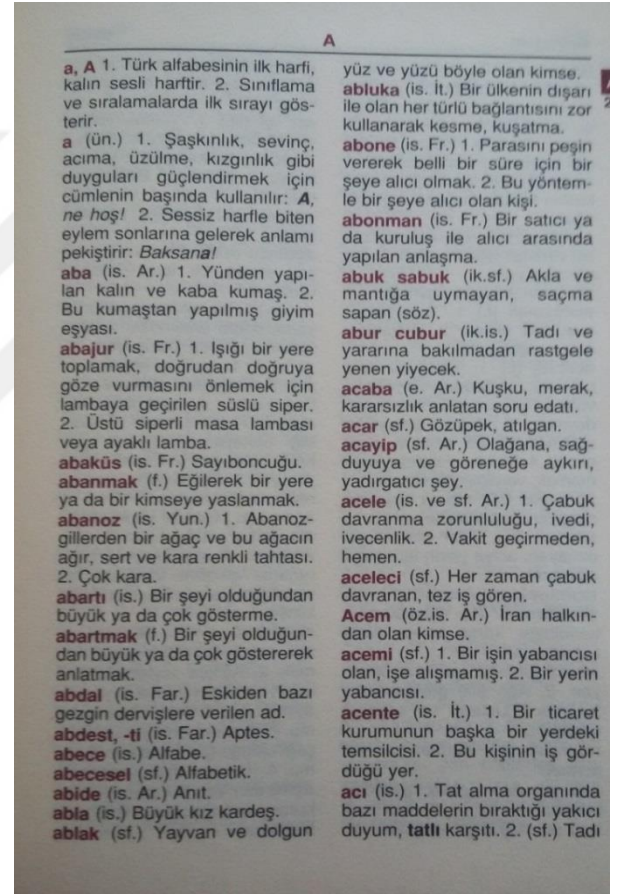 A
a, A 1. Türk alfabesinin ilk harfi,
kalın sesli harftir. 2. Sınıflama
ve sıralamalarda ilk sırayı gös-
terir.
a (ün.) 1. Şaşkınlık, sevinç,
acıma, üzülme, kızgınlık gibi
duyguları güçlendirmek için
cümlenin başında kullanılır: A,
ne hoş! 2. Sessiz harfle biten
eylem sonlarına gelerek anlamı
pekiştirir: Baksana!
aba (is. Ar.) 1. Yünden yapı-
lan kalın ve kaba kumaş. 2.
Bu kumaştan yapılmış giyim
eşyası.
abajur (is. Fr.) 1. Işığı bir yere
toplamak, doğrudan doğruya
göze vurmasını önlemek için
lambaya geçirilen süslü siper.
2. Üstü siperli masa lambası
veya ayaklı lamba.
abaküs (is. Fr.) Sayıboncuğu.
abanmak (f.) Eğilerek bir yere
ya da bir kimseye yaslanmak.
abanoz (is. Yun.) 1. Abanoz-
gillerden bir ağaç ve bu ağacın
ağır, sert ve kara renkli tahtası.
2. Çok kara.
abartı (is.) Bir şeyi olduğundan
büyük ya da çok gösterme.
abartmak (f.) Bir şeyi olduğun-
dan büyük ya da çok göstererek
anlatmak.
abdal (is. Far.) Eskiden bazı
gezgin dervişlere verilen ad.
abdest, -ti (is. Far.) Aptes.
abece (is.) Alfabe.
abecesel (sf.) Alfabetik.
abide (is. Ar.) Anıt.
abla (is.) Büyük kız kardeş.
ablak (sf.) Yayvan ve dolgun
yüz ve yüzü böyle olan kimse.
abluka (is. İt.) Bir ülkenin dışarı
ile olan her türlü bağlantısını zor
kullanarak kesme, kuşatma.
abone (is. Fr.) 1. Parasını peşin
vererek belli bir süre için bir
şeye alıcı olmak. 2. Bu yöntem-
le bir şeye alıcı olan kişi.
abonman (is. Fr.) Bir satıcı ya
da kuruluş ile alıcı arasında
yapılan anlaşma.
abuk sabuk (ik.sf.) Akla ve
mantığa uymayan, saçma
sapan (söz).
abur cubur (ik.is.) Tadı ve
yararına bakılmadan rastgele
yenen yiyecek.
acaba (e. Ar.) Kuşku, merak,
kararsızlık anlatan soru edatı.
acar (sf.) Gözüpek, atılgan.
acayip (sf. Ar.) Olağana, sağ-
duyuya ve göreneğe aykırı,
yadırgatıcı şey.
acele (is. ve sf. Ar.) 1. Çabuk
davranma zorunluluğu, ivedi,
ivecenlik. 2. Vakit geçirmeden,
hemen.
aceleci (sf.) Her zaman çabuk
davranan, tez iş gören.
Acem (öz.is. Ar.) İran halkın-
dan olan kimse.
acemi (sf.) 1. Bir işin yabancısı
olan, işe alışmamış. 2. Bir yerin
yabancısı.
acente (is. İt.) 1. Bir ticaret
kurumunun başka bir yerdeki
temsilcisi. 2. Bu kişinin iş gör-
düğü yer.
acı (is.) 1. Tat alma organında
bazı maddelerin bıraktığı yakıcı
duyum, tatlı karşıtı. 2. (sf.) Tadı